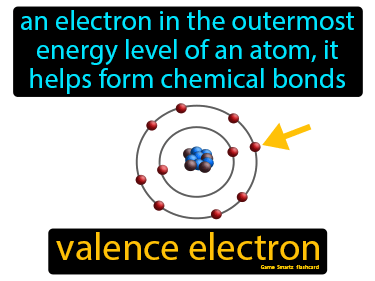 an electron in the outermost
energy level of an atom, it
helps form chemical bonds
valence electron
Game Smartz flashcard